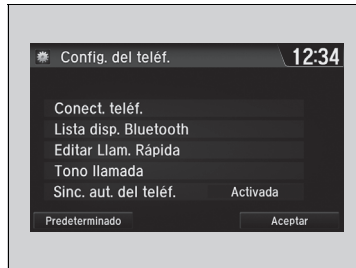 Config. del teléf.
12:34
Conect. teléf.
Lista disp. Bluetooth
Editar Llam. Rápida
Tono llamada
Sinc. aut. del teléf. Activada
Predeterminado Aceptar